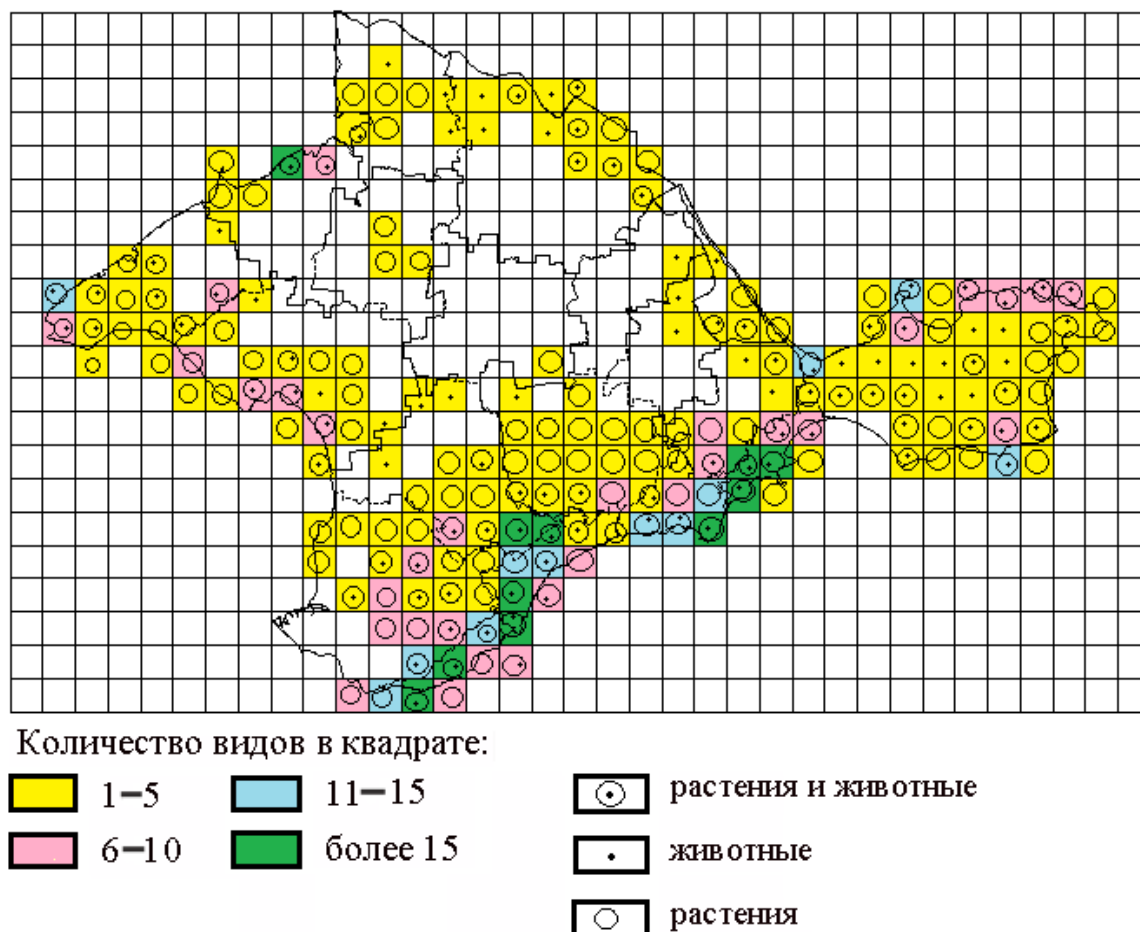 Количество видов в квадрате:
1–5
11–15
растения и животные
6–10
более 15
животные
растения